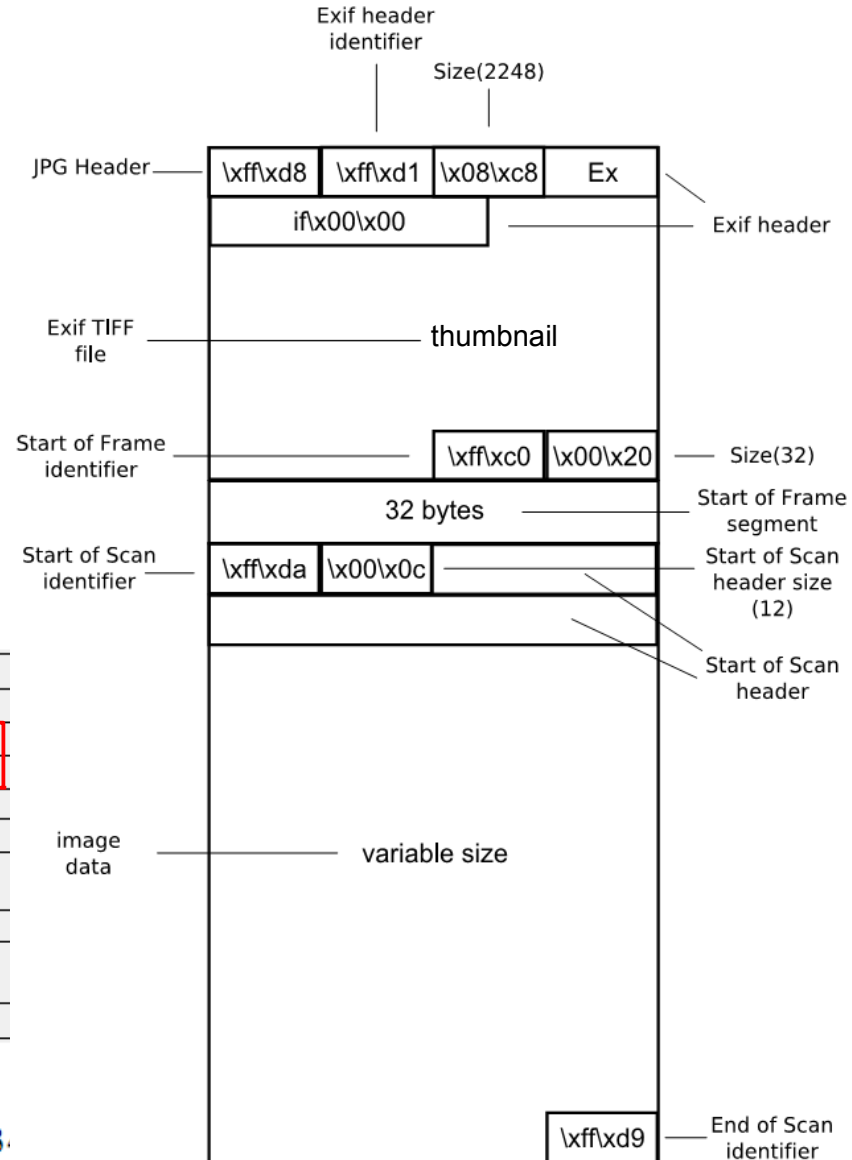 Exif header
identifier
Size(2248)
JPG Header
\xff\xd8
\xff\xd1
\x08\xc8
Ex
if\x00\x00
Exif header
Exif TIFF
file
thumbnail
Start of Frame
identifier
\xff\xc0
\x00\x20
Size(32)
32 bytes
Start of Frame
segment
Start of Scan
identifier
\xff\xda
\x00\x0c
Start of Scan
header size
(12)
Start of Scan
header
image
data
variable size
\xff\xd9
End of Scan
identifier